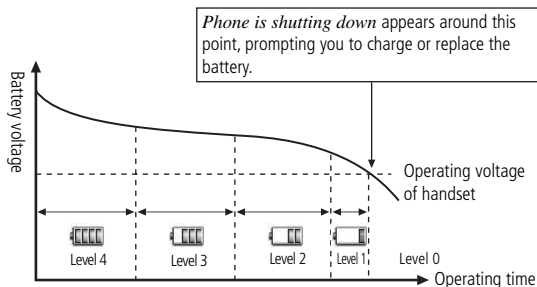 Phone is shutting down appears around this
point, prompting you to charge or replace the
battery.
Battery voltage
Operating voltage
of handset
Level 4
Level 3
Level 2
Level 1
Level 0
Operating time